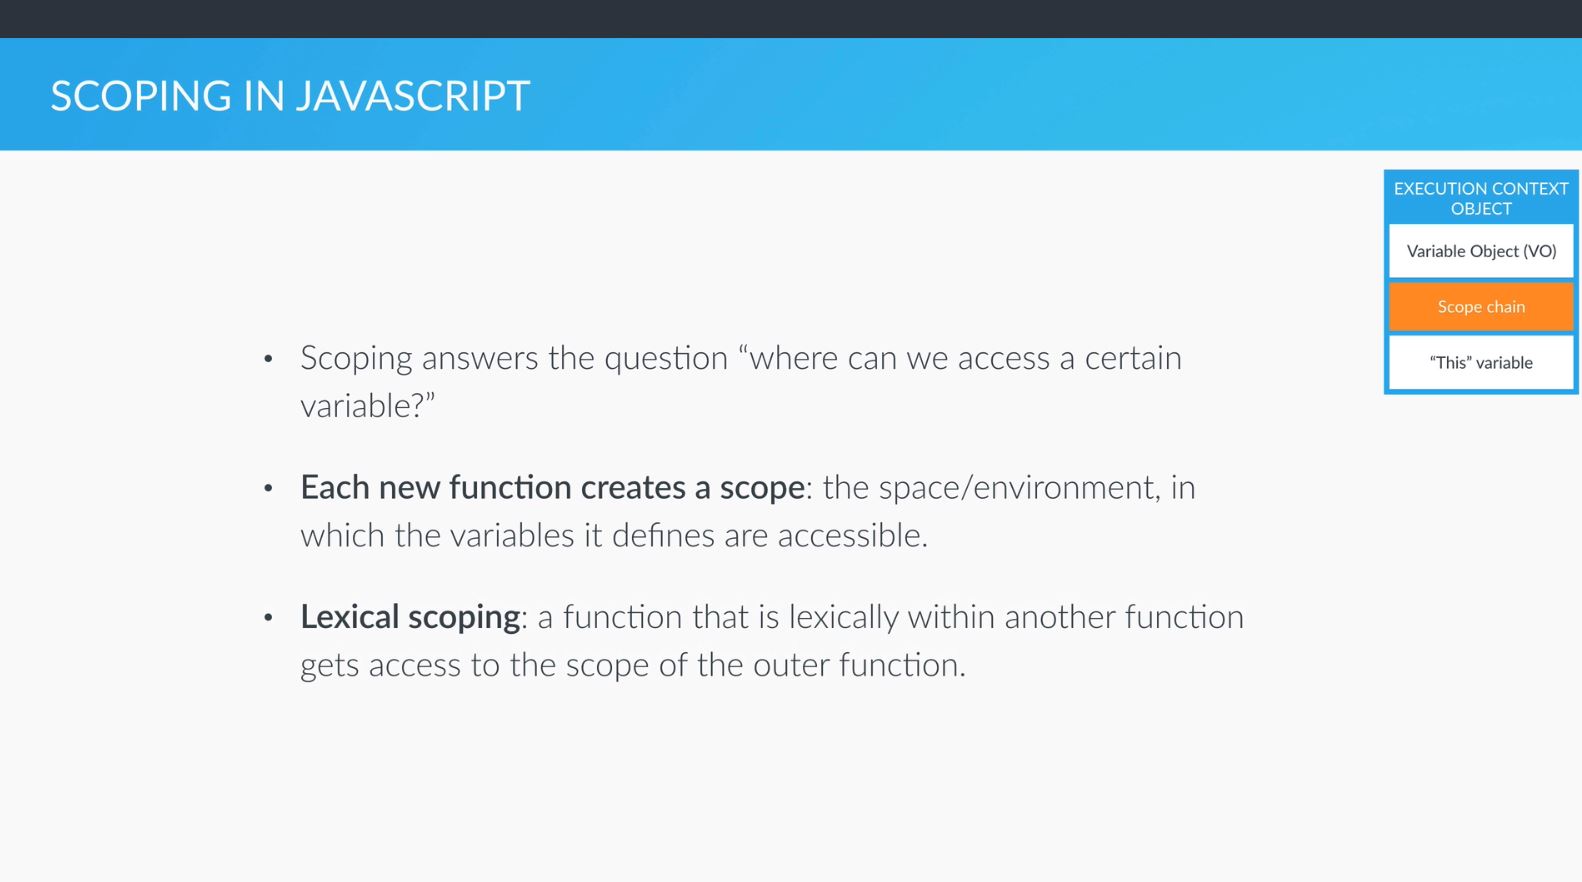 SCOPING IN JAVASCRIPT
EXECUTION CONTEXT
OBJECT
Variable Object (VO)
Scope chain
“This” variable
• Scoping answers the question “where can we access a certain
variable?”
• Each new function creates a scope: the space/environment, in
which the variables it defines are accessible.
• Lexical scoping: a function that is lexically within another function
gets access to the scope of the outer function.